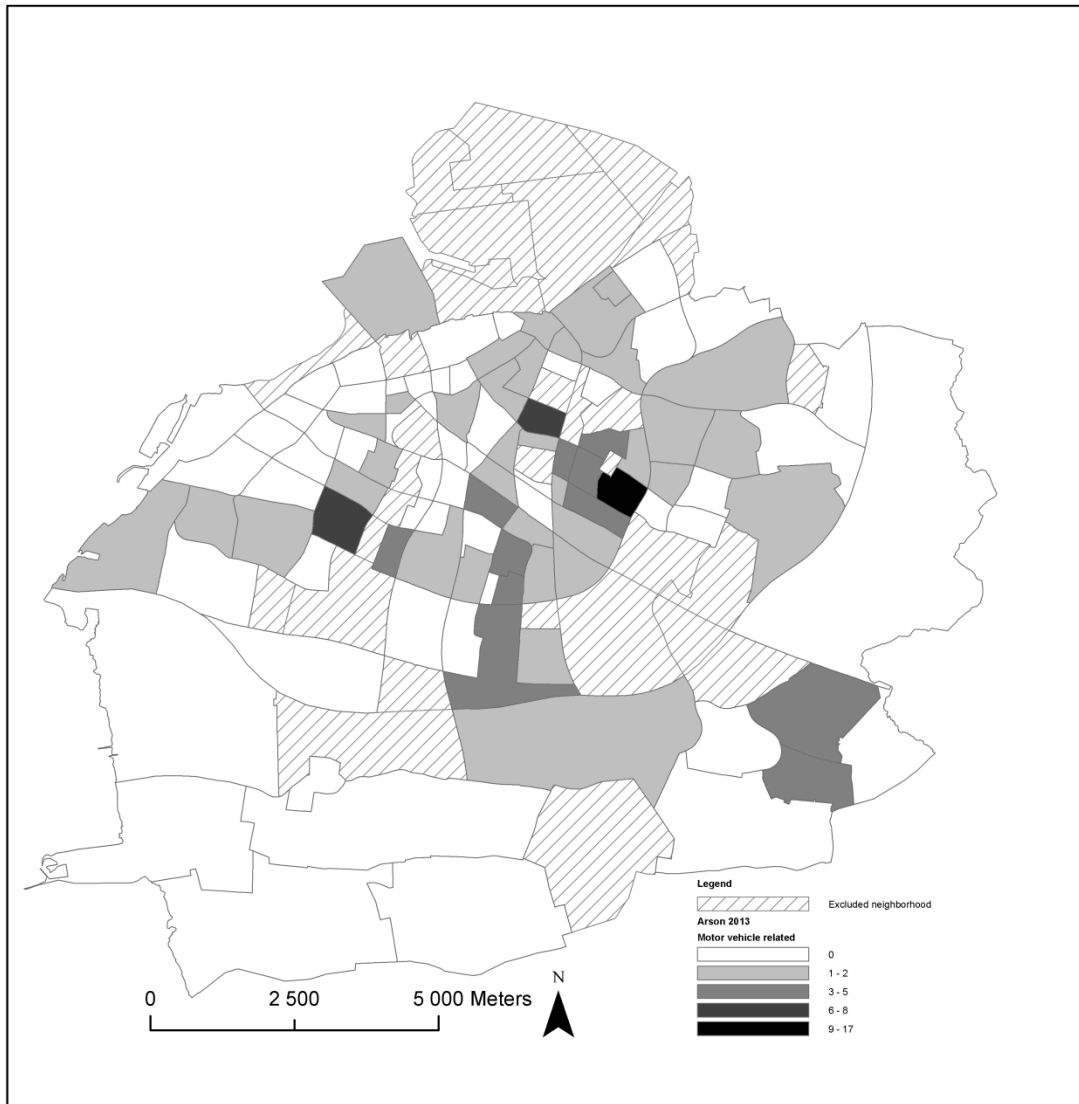 Legend
Excluded neighborhood
Arson 2013
Motor vehicle related
0
1 - 2
3 - 5
6 - 8
9 - 17
N
0 2 500 5 000 Meters